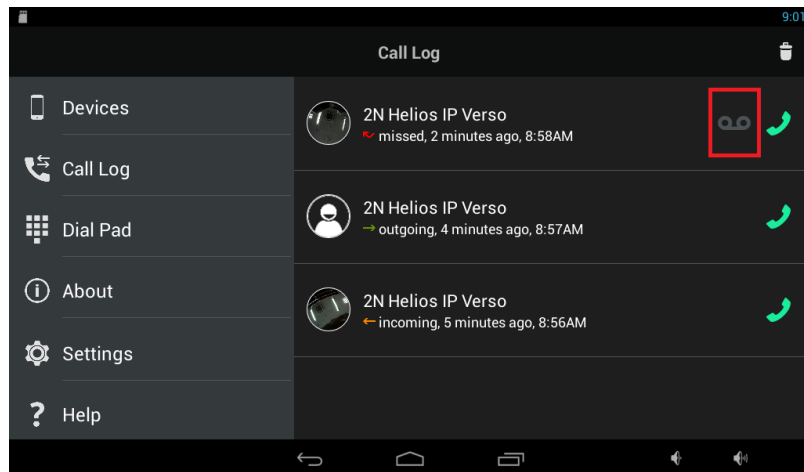 9:01
Call Log
Devices
Call Log
Dial Pad
About
Settings
Help
2N Helios IP Verso
missed, 2 minutes ago, 8:58AM
2N Helios IP Verso
outgoing, 4 minutes ago, 8:57AM
2N Helios IP Verso
incoming, 5 minutes ago, 8:56AM